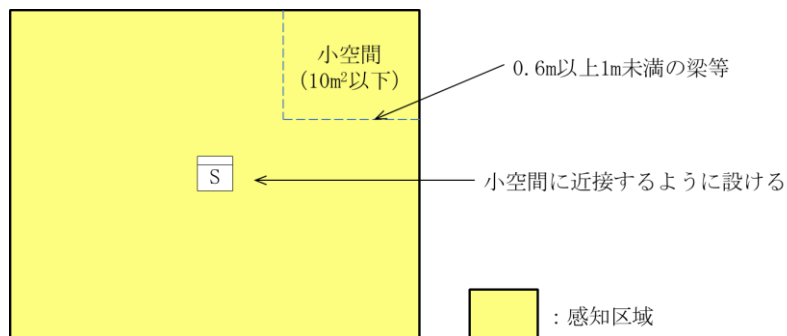 小空間
(10m²以下)
0.6m以上1m未満の梁等
S
小空間に近接するように設ける
：感知区域